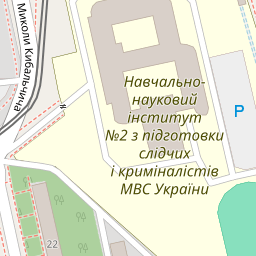 Миколи Кибальчича
Навчально-
науковий
інститут
№2 з підготовки
слідчих
і криміналістів
МВС України
P
22